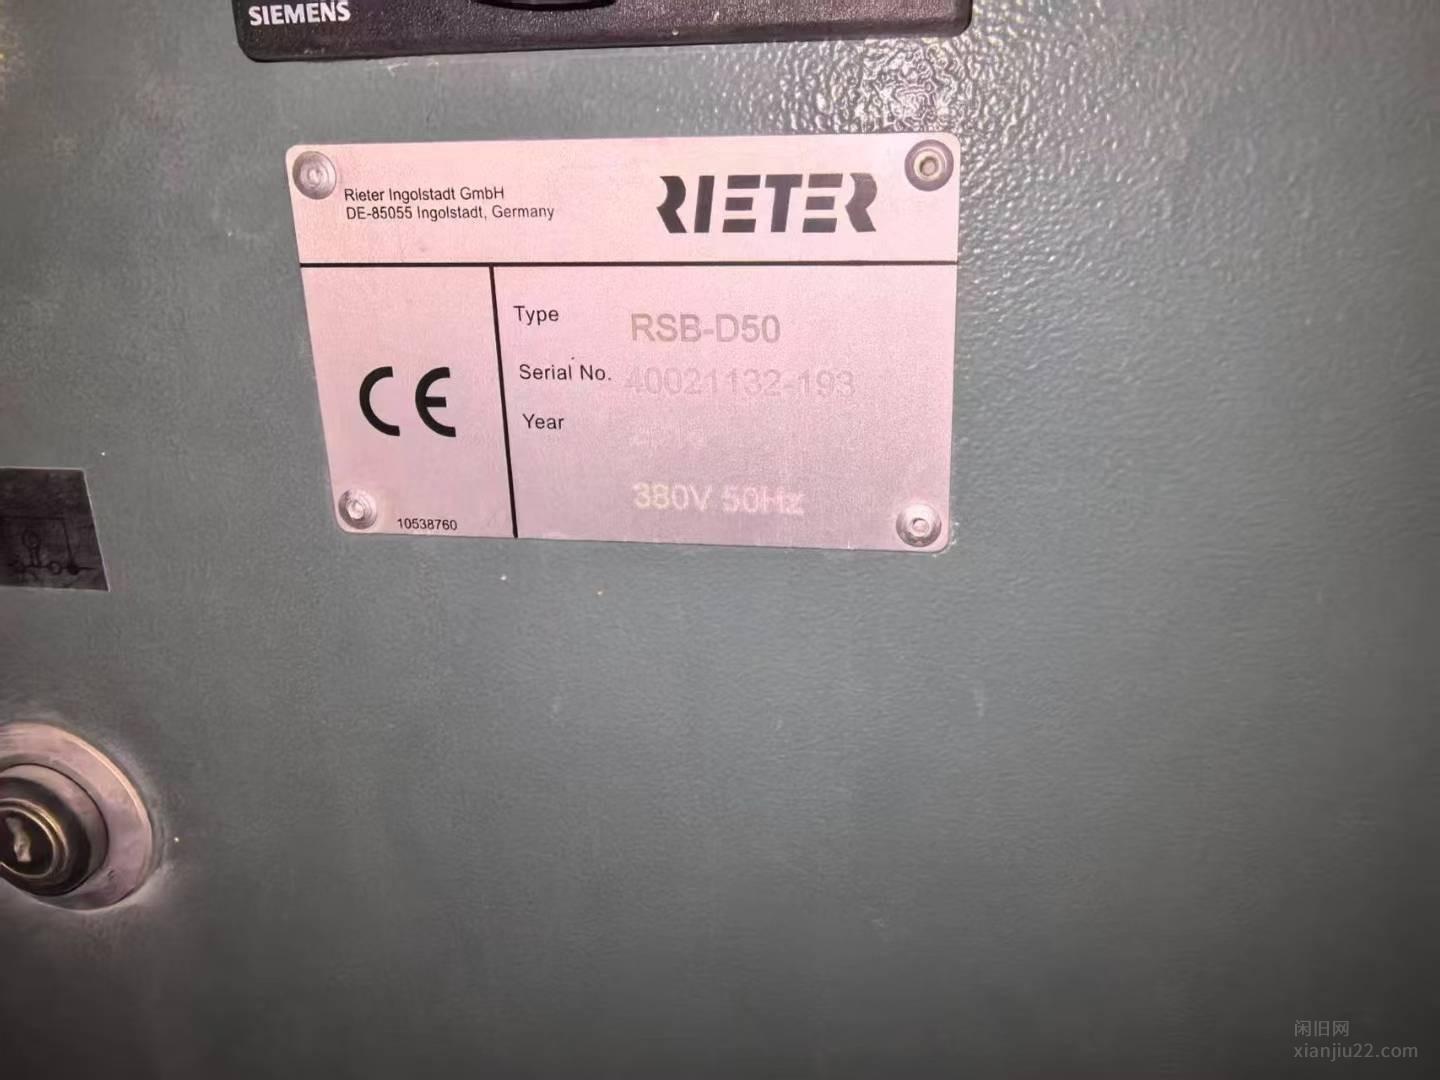 SIEMENS
Rieter Ingolstadt GmbH
DE-85055 Ingolstadt, Germany
RIETER
Type RSB-D50
Serial No. 40021132-193
Year
380V 50Hz
CE
10538760
闲旧网
xianjiu22.com